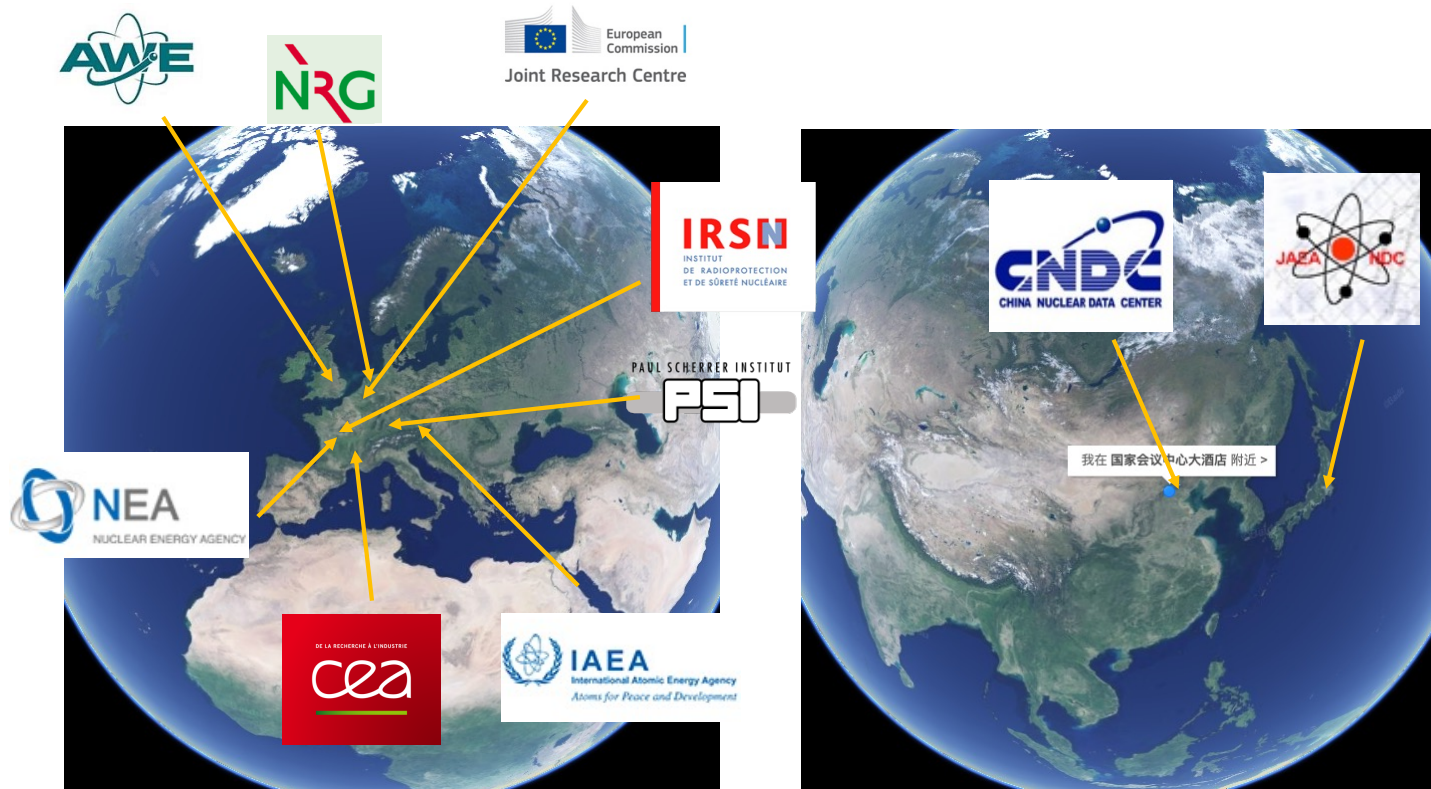 AWE
NRG
European
Commission
Joint Research Centre
IRSN
INSTITUT
DE RADIOPROTECTION
ET DE SÛRETÉ NUCLÉAIRE
PAUL SCHERRER INSTITUT
PSI
NEA
NUCLEAR ENERGY AGENCY
DE LA RECHERCHE À L'INDUSTRIE
cea
IAEA
International Atomic Energy Agency
Atoms for Peace and Development
CNDC
CHINA NUCLEAR DATA CENTER
JAEA NDC
我在 国家会议中心大酒店 附近 >